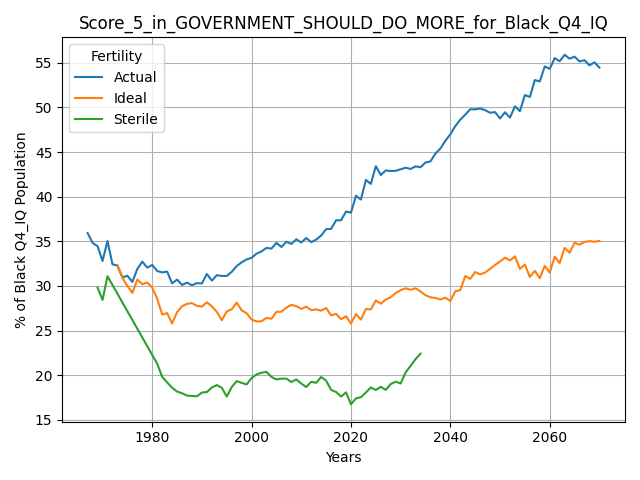 Score_5_in_GOVERNMENT_SHOULD_DO_MORE_for_Black_Q4_IQ
Fertility
Actual
Ideal
Sterile
% of Black Q4_IQ Population
55
50
45
40
35
30
25
20
15
1980
2000
2020
2040
2060
Years